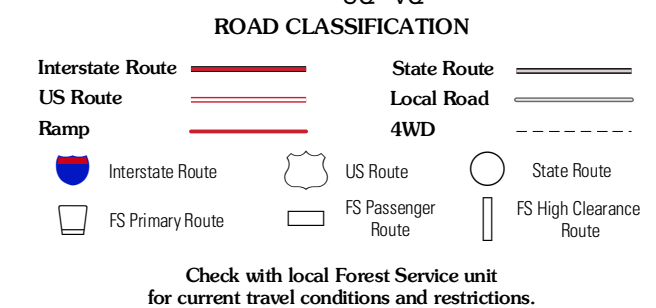 ROAD CLASSIFICATION
Interstate Route
State Route
US Route
Local Road
Ramp
4WD
Interstate Route
US Route
State Route
FS Primary Route
FS Passenger
Route
FS High Clearance
Route
Check with local Forest Service unit
for current travel conditions and restrictions.